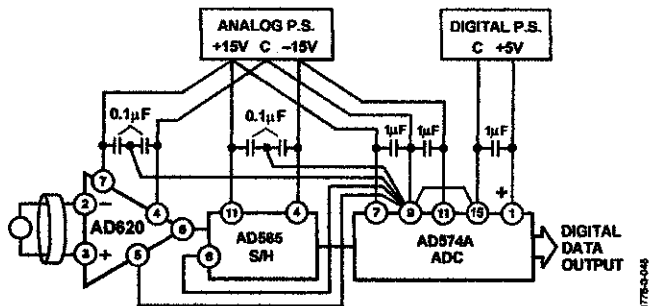 ANALOG P.S.
+15V C –15V
DIGITAL P.S.
C +5V
0.1µF
0.1µF
1µF
1µF
1µF
7
4
11
4
7
9
11
15
1
+
2
–
AD620
6
3
+
5
AD585
S/H
6
AD574A
ADC
DIGITAL
DATA
OUTPUT